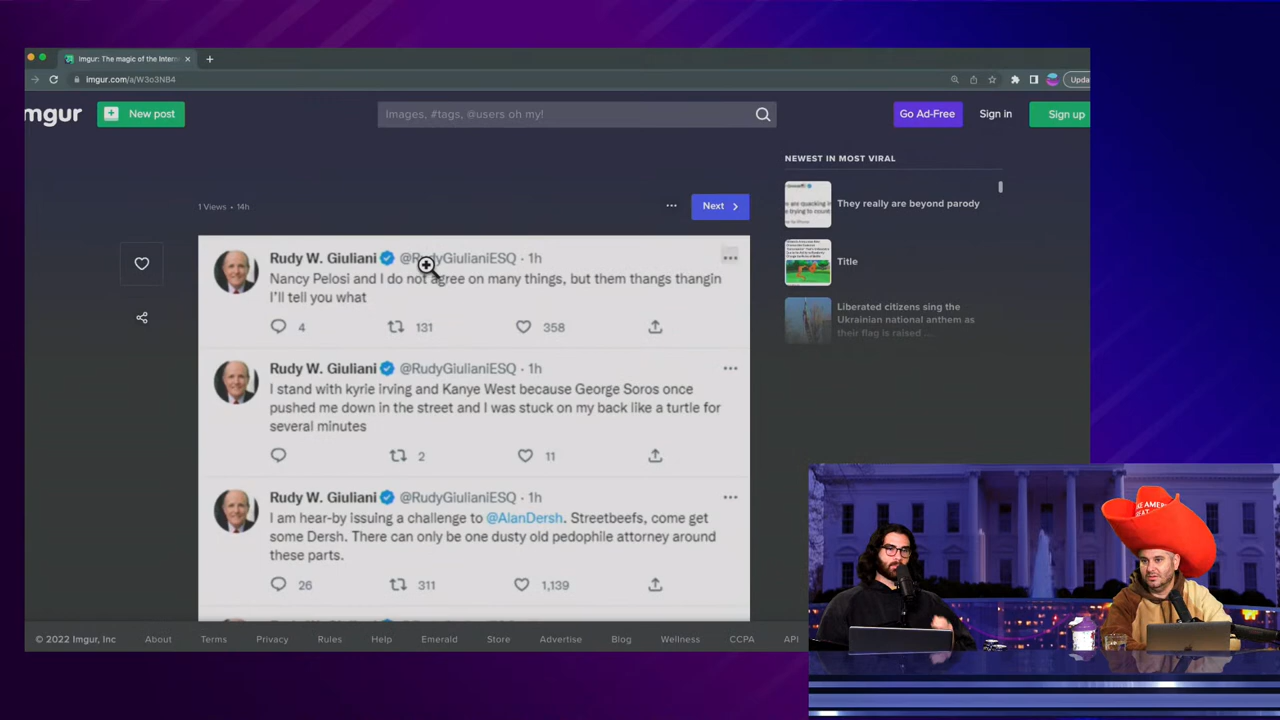 Imgur: The magic of the Intern
imgur.com/a/W3o3NB4
Upda
mgur
New post
Images, #tags, @users oh my!
Go Ad-Free
Sign in
Sign up
NEWEST IN MOST VIRAL
1 Views • 14h
Next
They really are beyond parody
Title
Liberated citizens sing the
Ukrainian national anthem as
their flag is raised ...
Rudy W. Giuliani @RudyGiulianiESQ · 1h
Nancy Pelosi and I do not agree on many things, but them thangs thangin
I'll tell you what
4 131 358
Rudy W. Giuliani @RudyGiulianiESQ · 1h
I stand with kyrie irving and Kanye West because George Soros once
pushed me down in the street and I was stuck on my back like a turtle for
several minutes
2 11
Rudy W. Giuliani @RudyGiulianiESQ · 1h
I am hear-by issuing a challenge to @AlanDersh. Streetbeefs, come get
some Dersh. There can only be one dusty old pedophile attorney around
these parts.
26 311 1,139
© 2022 Imgur, Inc About Terms Privacy Rules Help Emerald Store Advertise Blog Wellness CCPA API